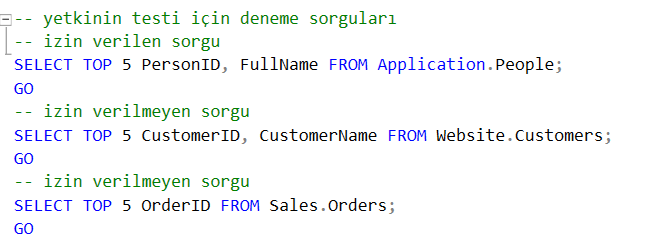 -- yetkinin testi için deneme sorguları
-- izin verilen sorgu
SELECT TOP 5 PersonID, FullName FROM Application.People;
GO
-- izin verilmeyen sorgu
SELECT TOP 5 CustomerID, CustomerName FROM Website.Customers;
GO
-- izin verilmeyen sorgu
SELECT TOP 5 OrderID FROM Sales.Orders;
GO